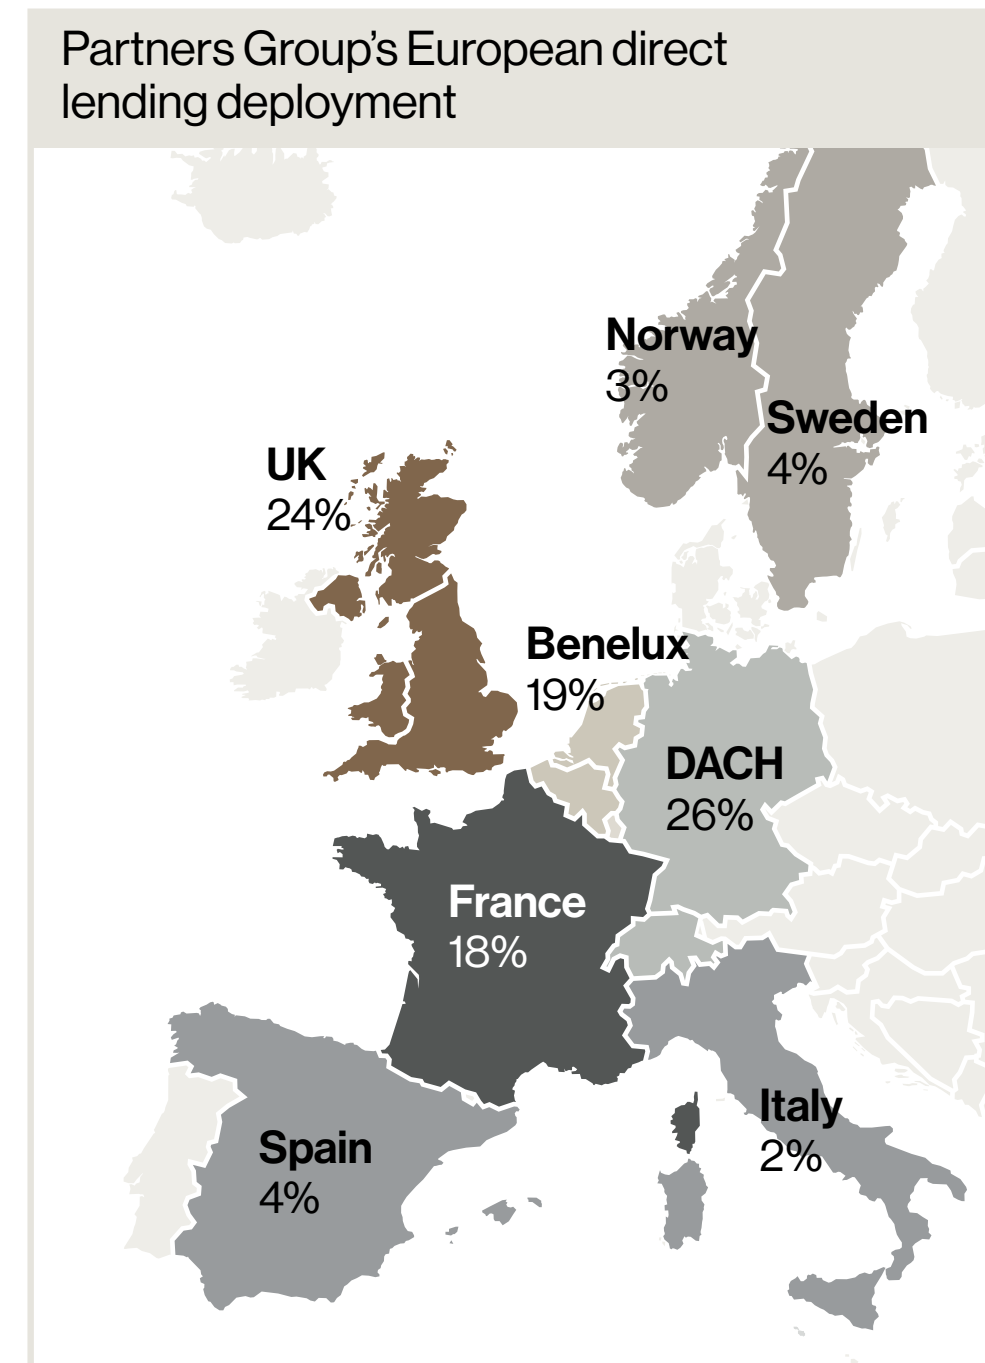 Partners Group's European direct
lending deployment
Norway
3%
Sweden
4%
UK
24%
Benelux
19%
DACH
26%
France
18%
Italy
2%
Spain
4%